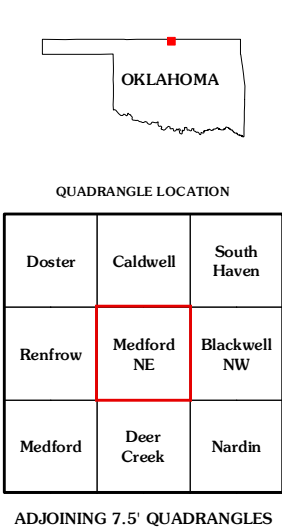 OKLAHOMA
QUADRANGLE LOCATION
Doster
Caldwell
South
Haven
Renfrow
Medford
NE
Blackwell
NW
Medford
Deer
Creek
Nardin
ADJOINING 7.5' QUADRANGLES